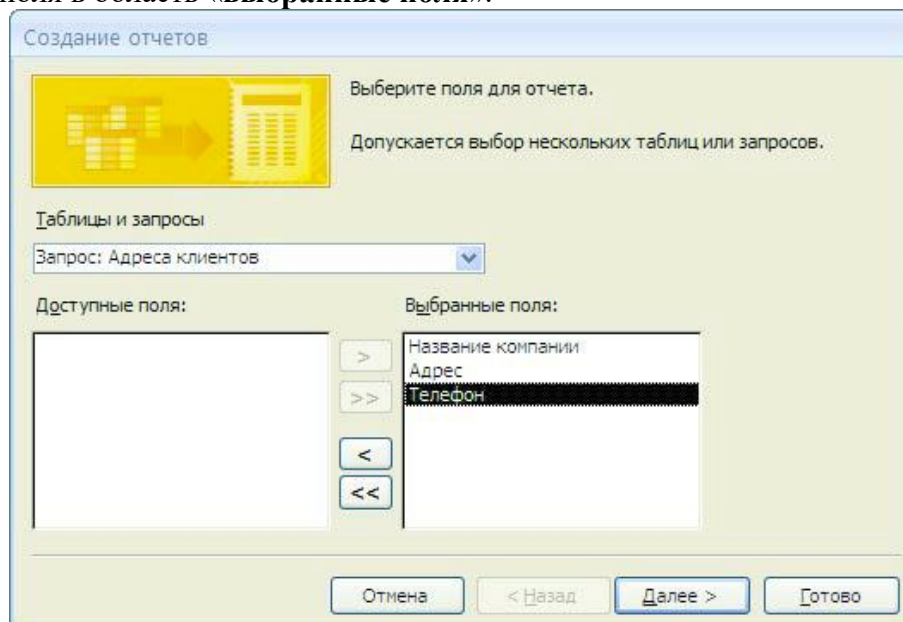 поля в область «Выбранные поля».
Создание отчетов
Выберите поля для отчета.
Допускается выбор нескольких таблиц или запросов.
Таблицы и запросы
Запрос: Адреса клиентов
Доступные поля:
Выбранные поля:
Название компании
Адрес
Телефон
>
>>
<
<<
Отмена
< Назад
Далее >
Готово